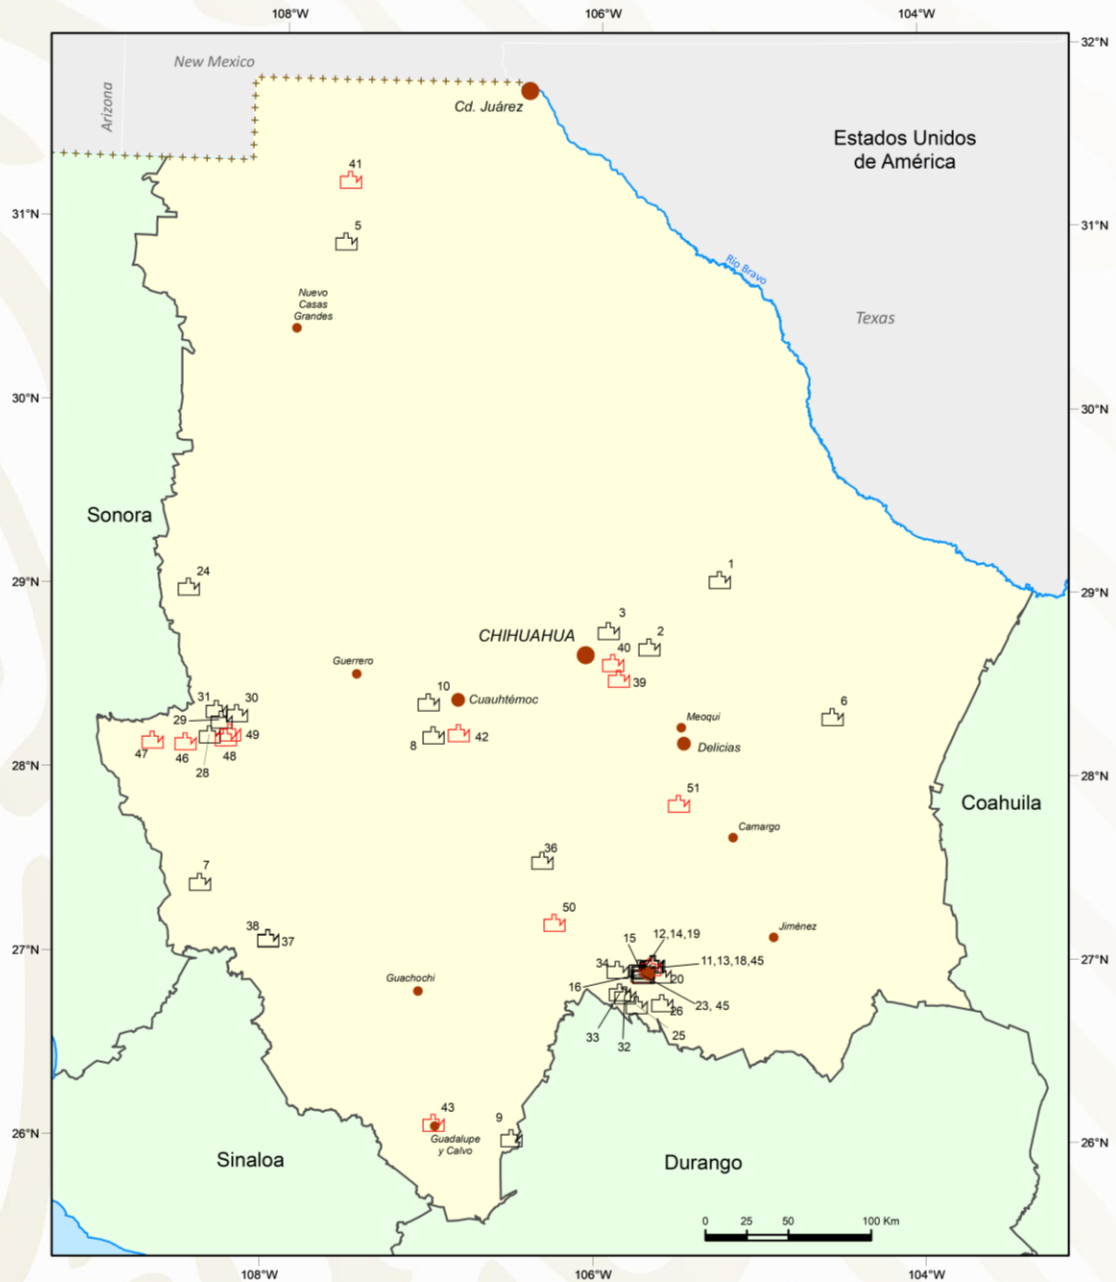 108°W 106°W 104°W
32°N
New Mexico
Arizona
Cd. Juárez
Estados Unidos
de América
41
31°N
31°N
5
Río Bravo
Nuevo
Casas
Grandes
Texas
30°N
30°N
Sonora
24
1
29°N
29°N
3
2
CHIHUAHUA
40
Guerrero
39
10
Cuauhtémoc
31 30
6
29
Meoqui
49
8 42
Delicias
47 46 48
28
28°N
28°N
51
Coahuila
Camargo
36
7
50
38
37
Jiménez
12,14,19
15
27°N
27°N
11,13,18,45
34
20
Guachochi
16
23, 45
26
33
32
25
43
9
26°N
26°N
Guadalupe
y Calvo
Sinaloa
Durango
0 25 50 100 Km
108°W 106°W 104°W